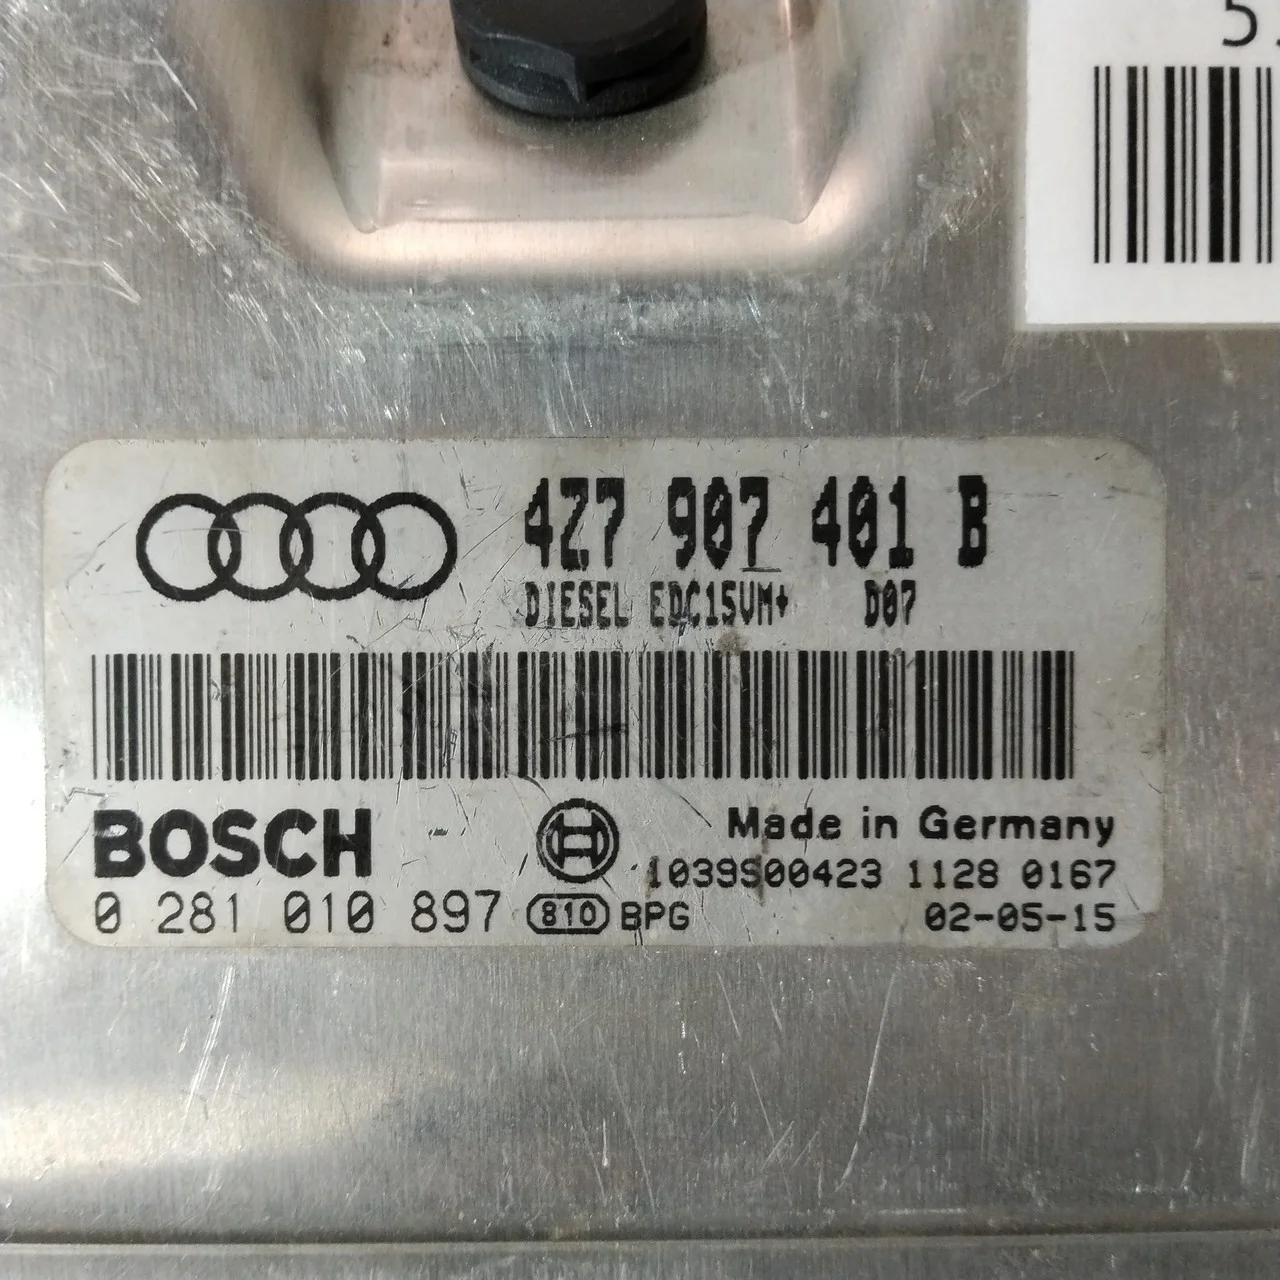 4Z7 907 401 B
DIESEL EDC15VM+ D07
BOSCH
Made in Germany
1039S00423 1128 0167
0 281 010 897 810 BPG 02-05-15